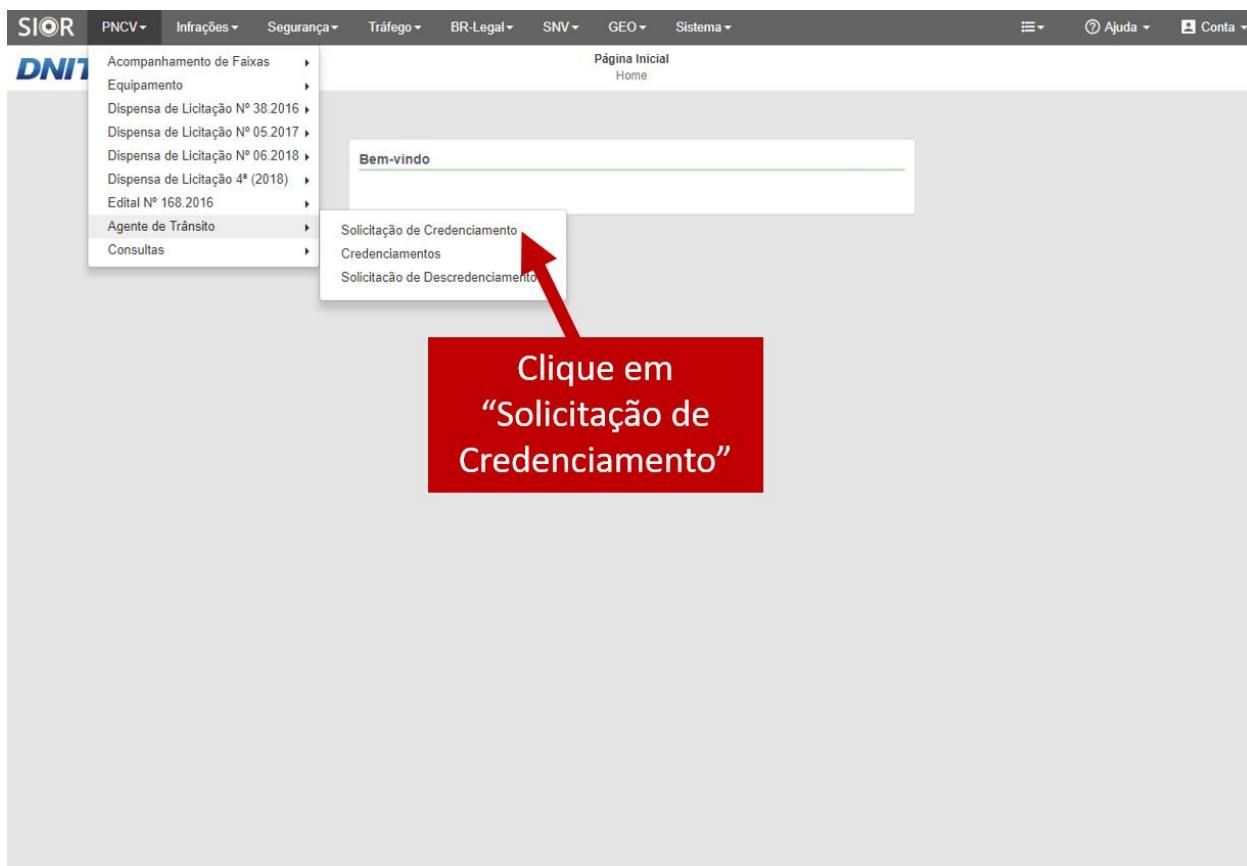 SIOR PNCV Infrações Segurança Tráfego BR-Legal SNV GEO Sistema Ajuda Conta
DNIT
Página Inicial
Home
Acompanhamento de Faixas
Equipamento
Dispensa de Licitação Nº 38.2016
Dispensa de Licitação Nº 05.2017
Dispensa de Licitação Nº 06.2018
Dispensa de Licitação 4ª (2018)
Edital Nº 168.2016
Agente de Trânsito
Consultas
Bem-vindo
Solicitação de Credenciamento
Credenciamentos
Solicitacão de Descredenciamento
Clique em
“Solicitação de
Credenciamento”